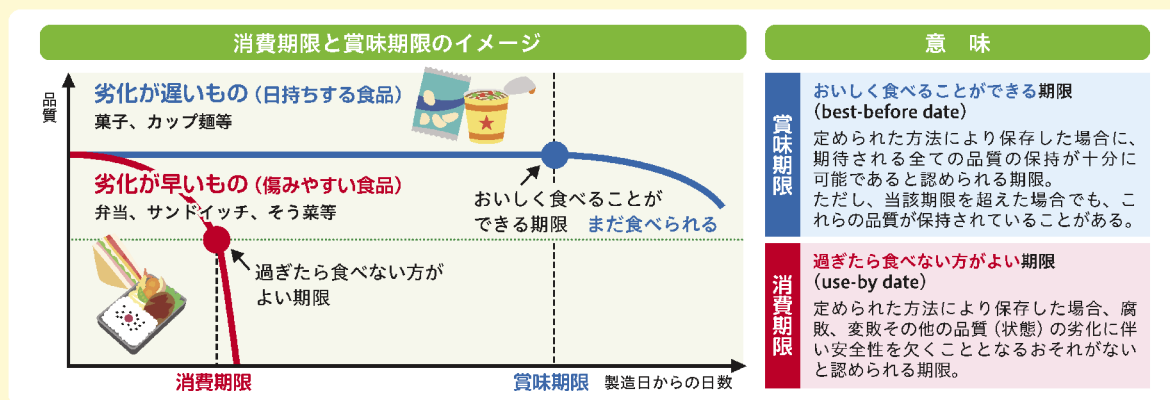 消費期限と賞味期限のイメージ
品質
劣化が遅いもの（日持ちする食品）
菓子、カップ麺等
劣化が早いもの（傷みやすい食品）
弁当、サンドイッチ、そう菜等
おいしく食べることが
できる期限 まだ食べられる
過ぎたら食べない方が
よい期限
消費期限
賞味期限 製造日からの日数
意 味
賞味期限
おいしく食べることができる期限
（best-before date）
定められた方法により保存した場合に、
期待される全ての品質の保持が十分に
可能であると認められる期限。
ただし、当該期限を超えた場合でも、こ
れらの品質が保持されていることがある。
消費期限
過ぎたら食べない方がよい期限
（use-by date）
定められた方法により保存した場合、腐
敗、変敗その他の品質（状態）の劣化に伴
い安全性を欠くこととなるおそれがない
と認められる期限。